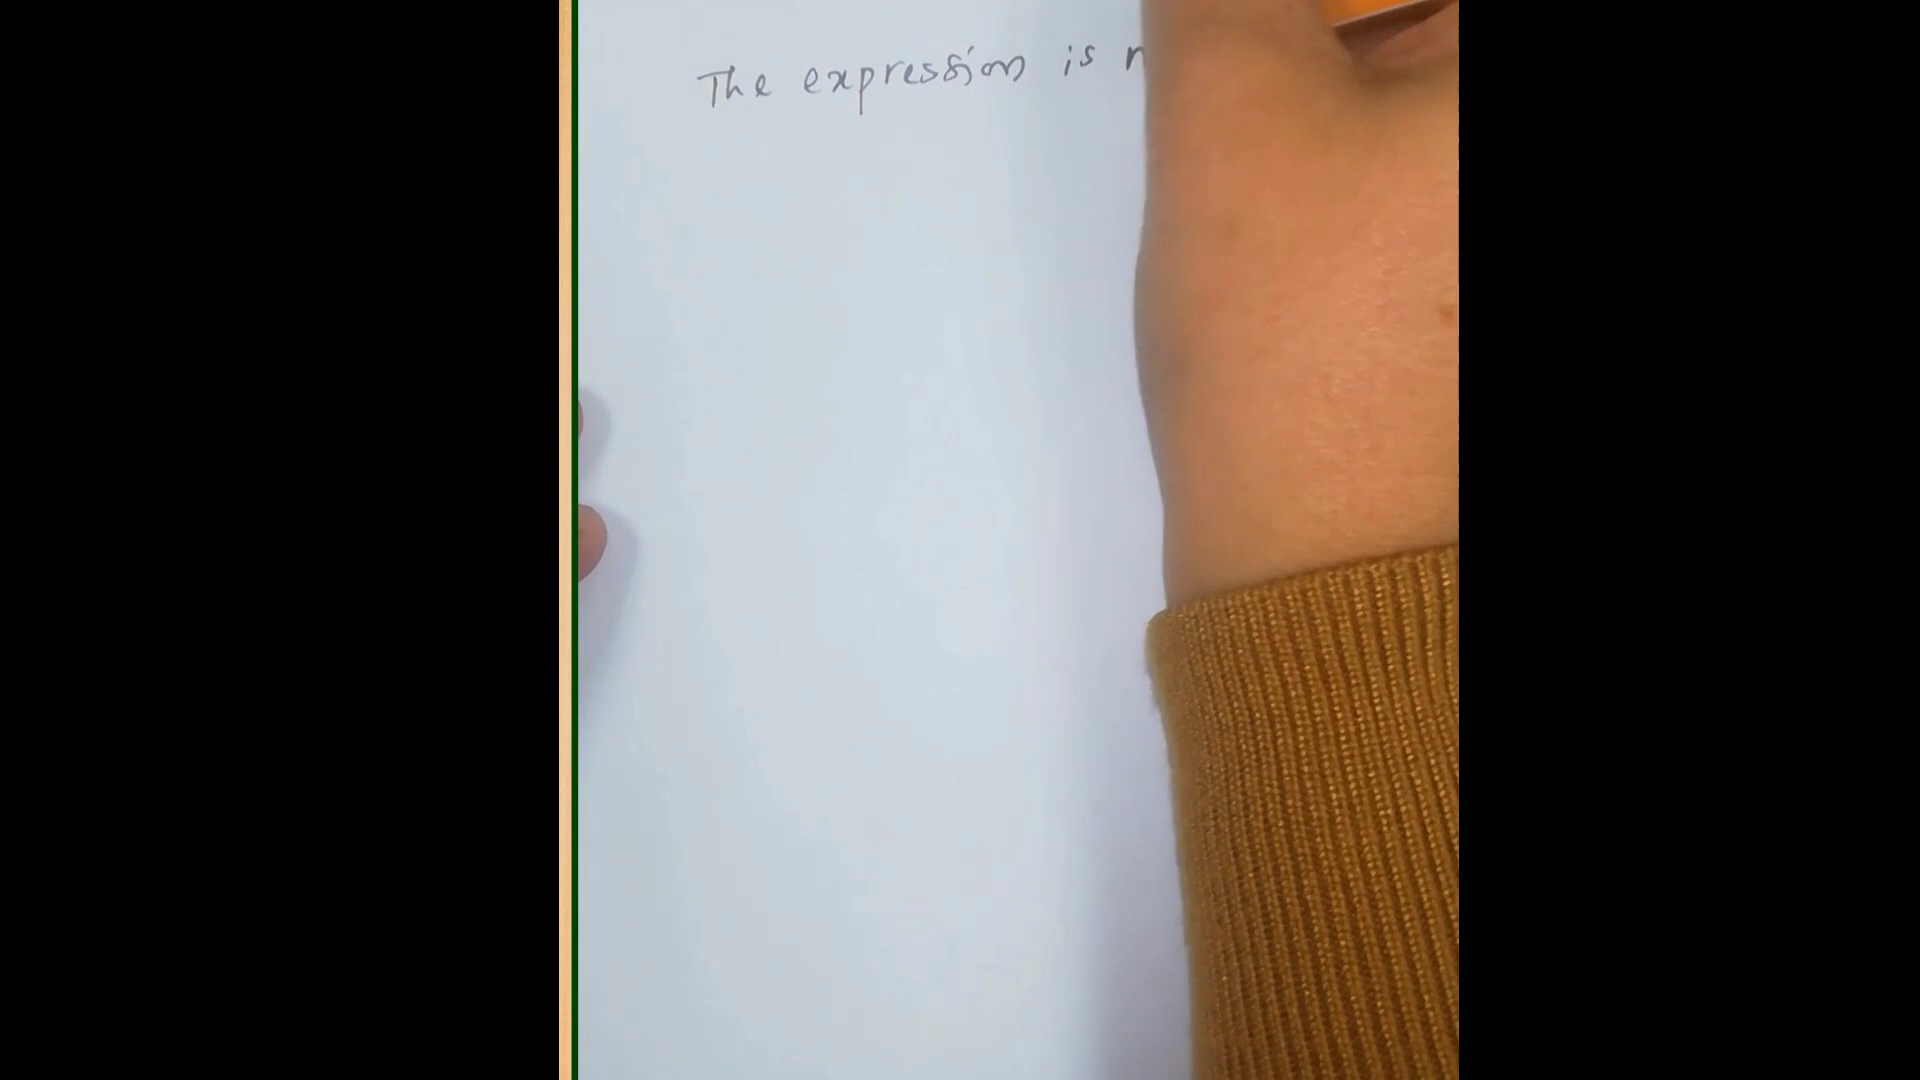 The expression is